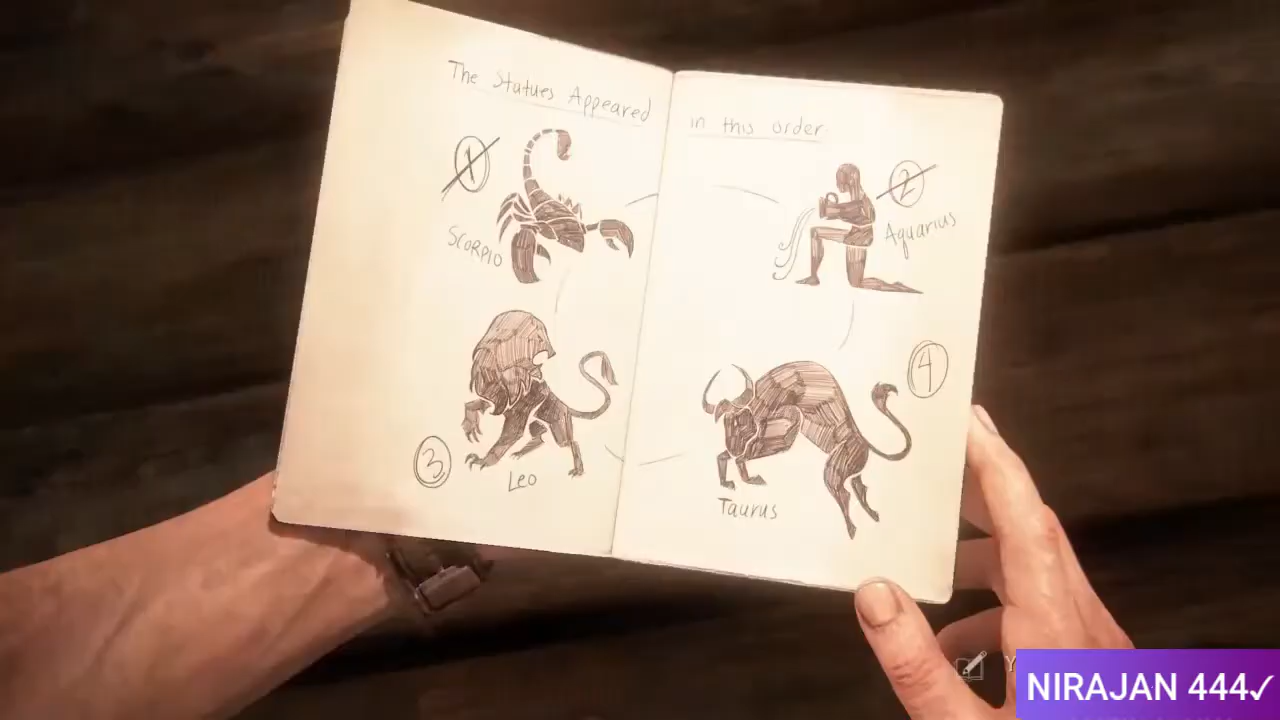 The Statues Appeared in this order:
1
SCORPIO
2
Aquarius
3
Leo
4
Taurus
NIRAJAN 444✓